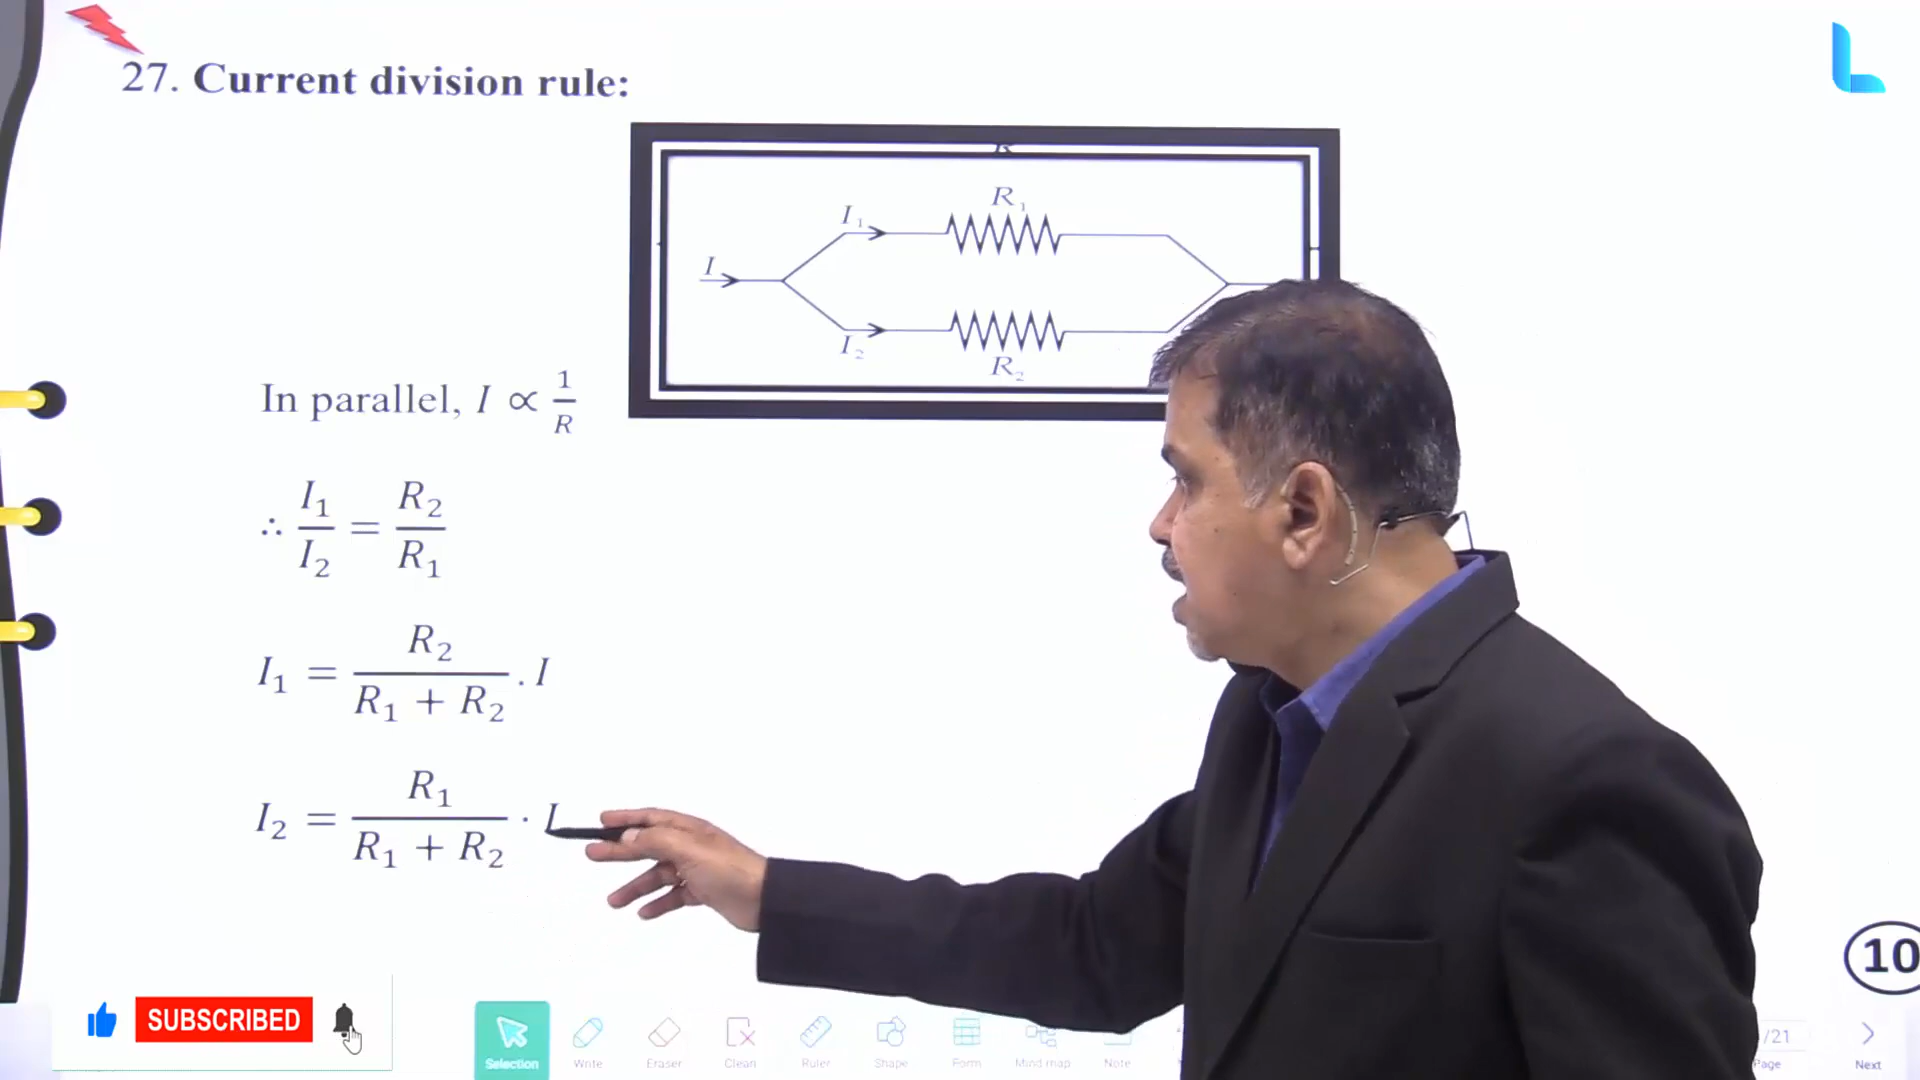 27. Current division rule:
R₁
I₁
I
I₂
R₂
In parallel, I ∝ 1/R
∴ I₁/I₂ = R₂/R₁
I₁ = R₂/(R₁ + R₂) . I
I₂ = R₁/(R₁ + R₂) · I
10
SUBSCRIBED
Selection Write Eraser Clean Ruler Shape Form Mind map Note
/21
Page Next